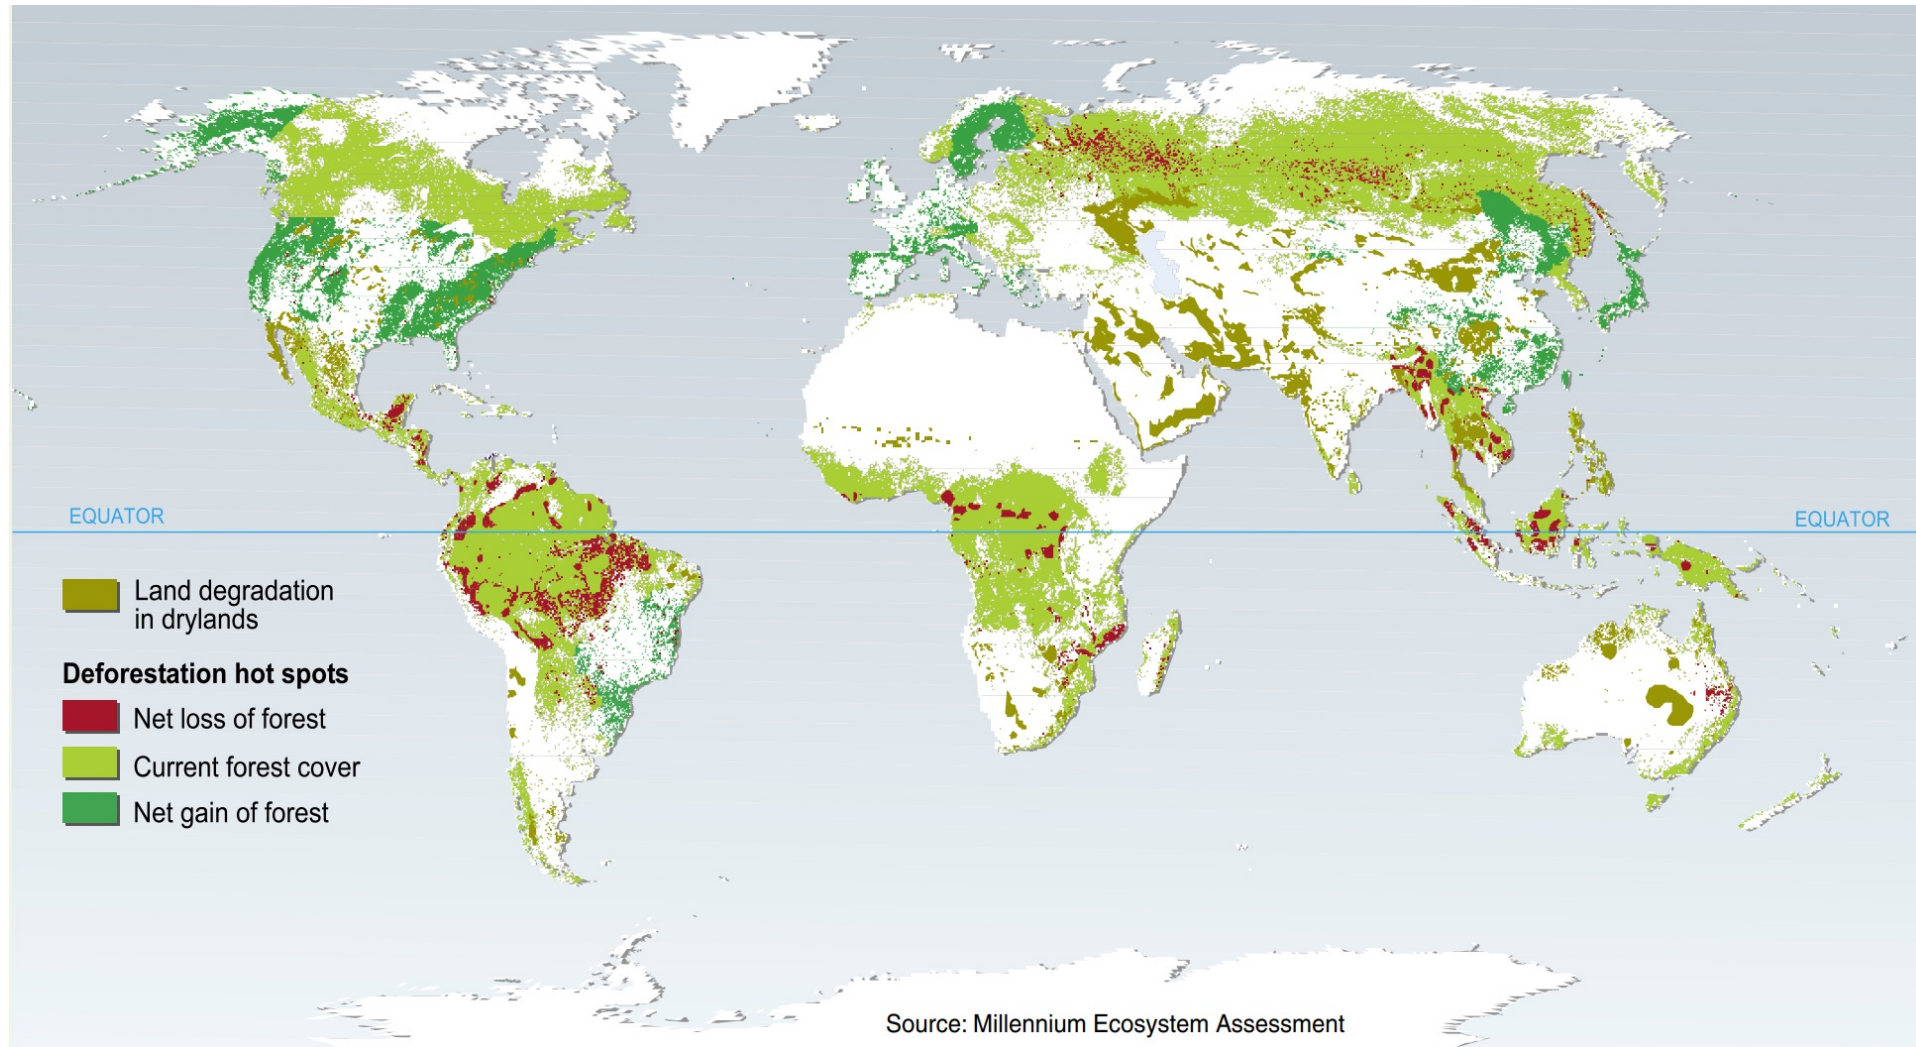 EQUATOR
EQUATOR
Land degradation
in drylands
Deforestation hot spots
Net loss of forest
Current forest cover
Net gain of forest
Source: Millennium Ecosystem Assessment